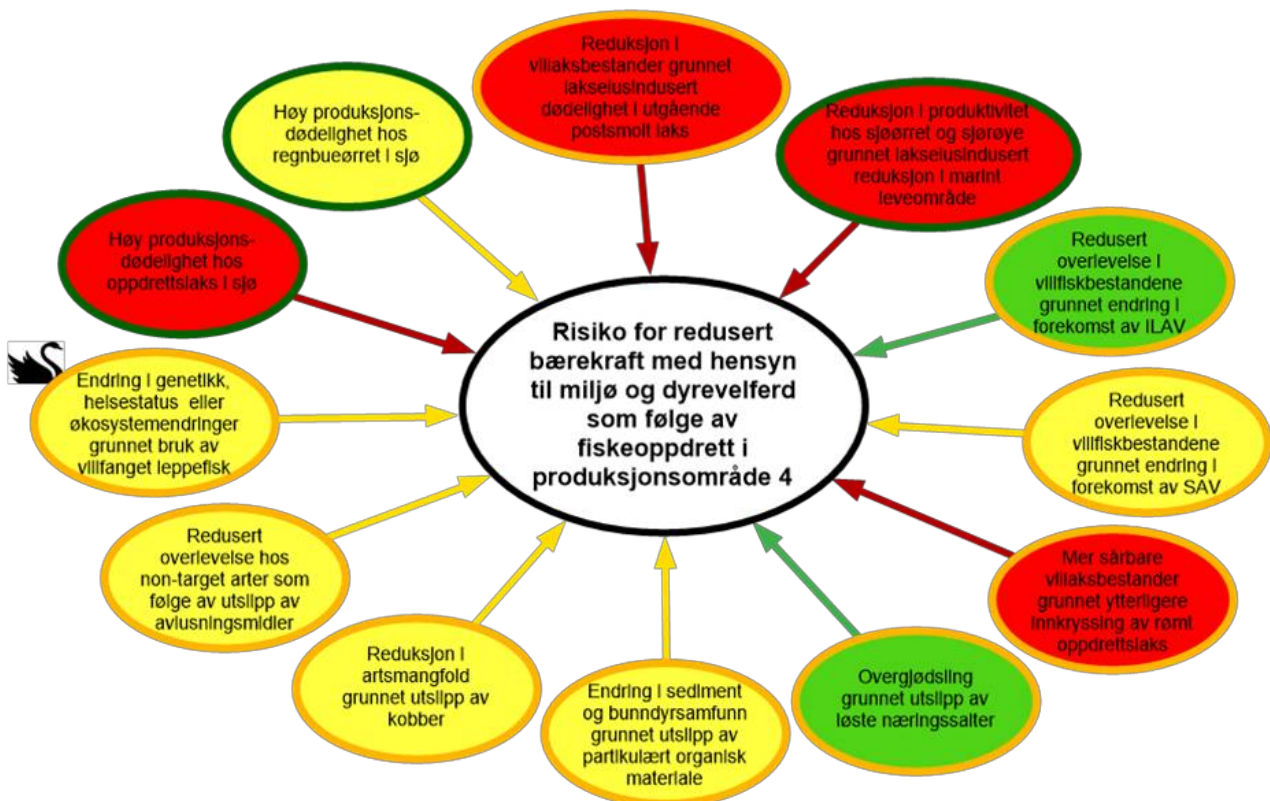 Reduksjon i
villaksbestander grunnet
lakselusindusert
dødelighet i utgående
postsmolt laks
Reduksjon i produktivitet
hos sjøørret og sjørøye
grunnet lakselusindusert
reduksjon i marint
leveområde
Redusert
overlevelse i
villfiskbestandene
grunnet endring i
forekomst av ILAV
Redusert
overlevelse i
villfiskbestandene
grunnet endring i
forekomst av SAV
Mer sårbare
villaksbestander
grunnet ytterligere
innkryssing av rømt
oppdrettslaks
Overgjødsling
grunnet utslipp av
løste næringssalter
Endring i sediment
og bunndyrsamfunn
grunnet utslipp av
partikulært organisk
materiale
Reduksjon i
artsmangfold
grunnet utslipp av
kobber
Redusert
overlevelse hos
non-target arter som
følge av utslipp av
avlusningsmidler
Endring i genetikk,
helsestatus eller
økosystemendringer
grunnet bruk av
villfanget leppefisk
Høy produksjons-
dødelighet hos
oppdrettslaks i sjø
Høy produksjons-
dødelighet hos
regnbueørret i sjø
Risiko for redusert
bærekraft med hensyn
til miljø og dyrevelferd
som følge av
fiskeoppdrett i
produksjonsområde 4